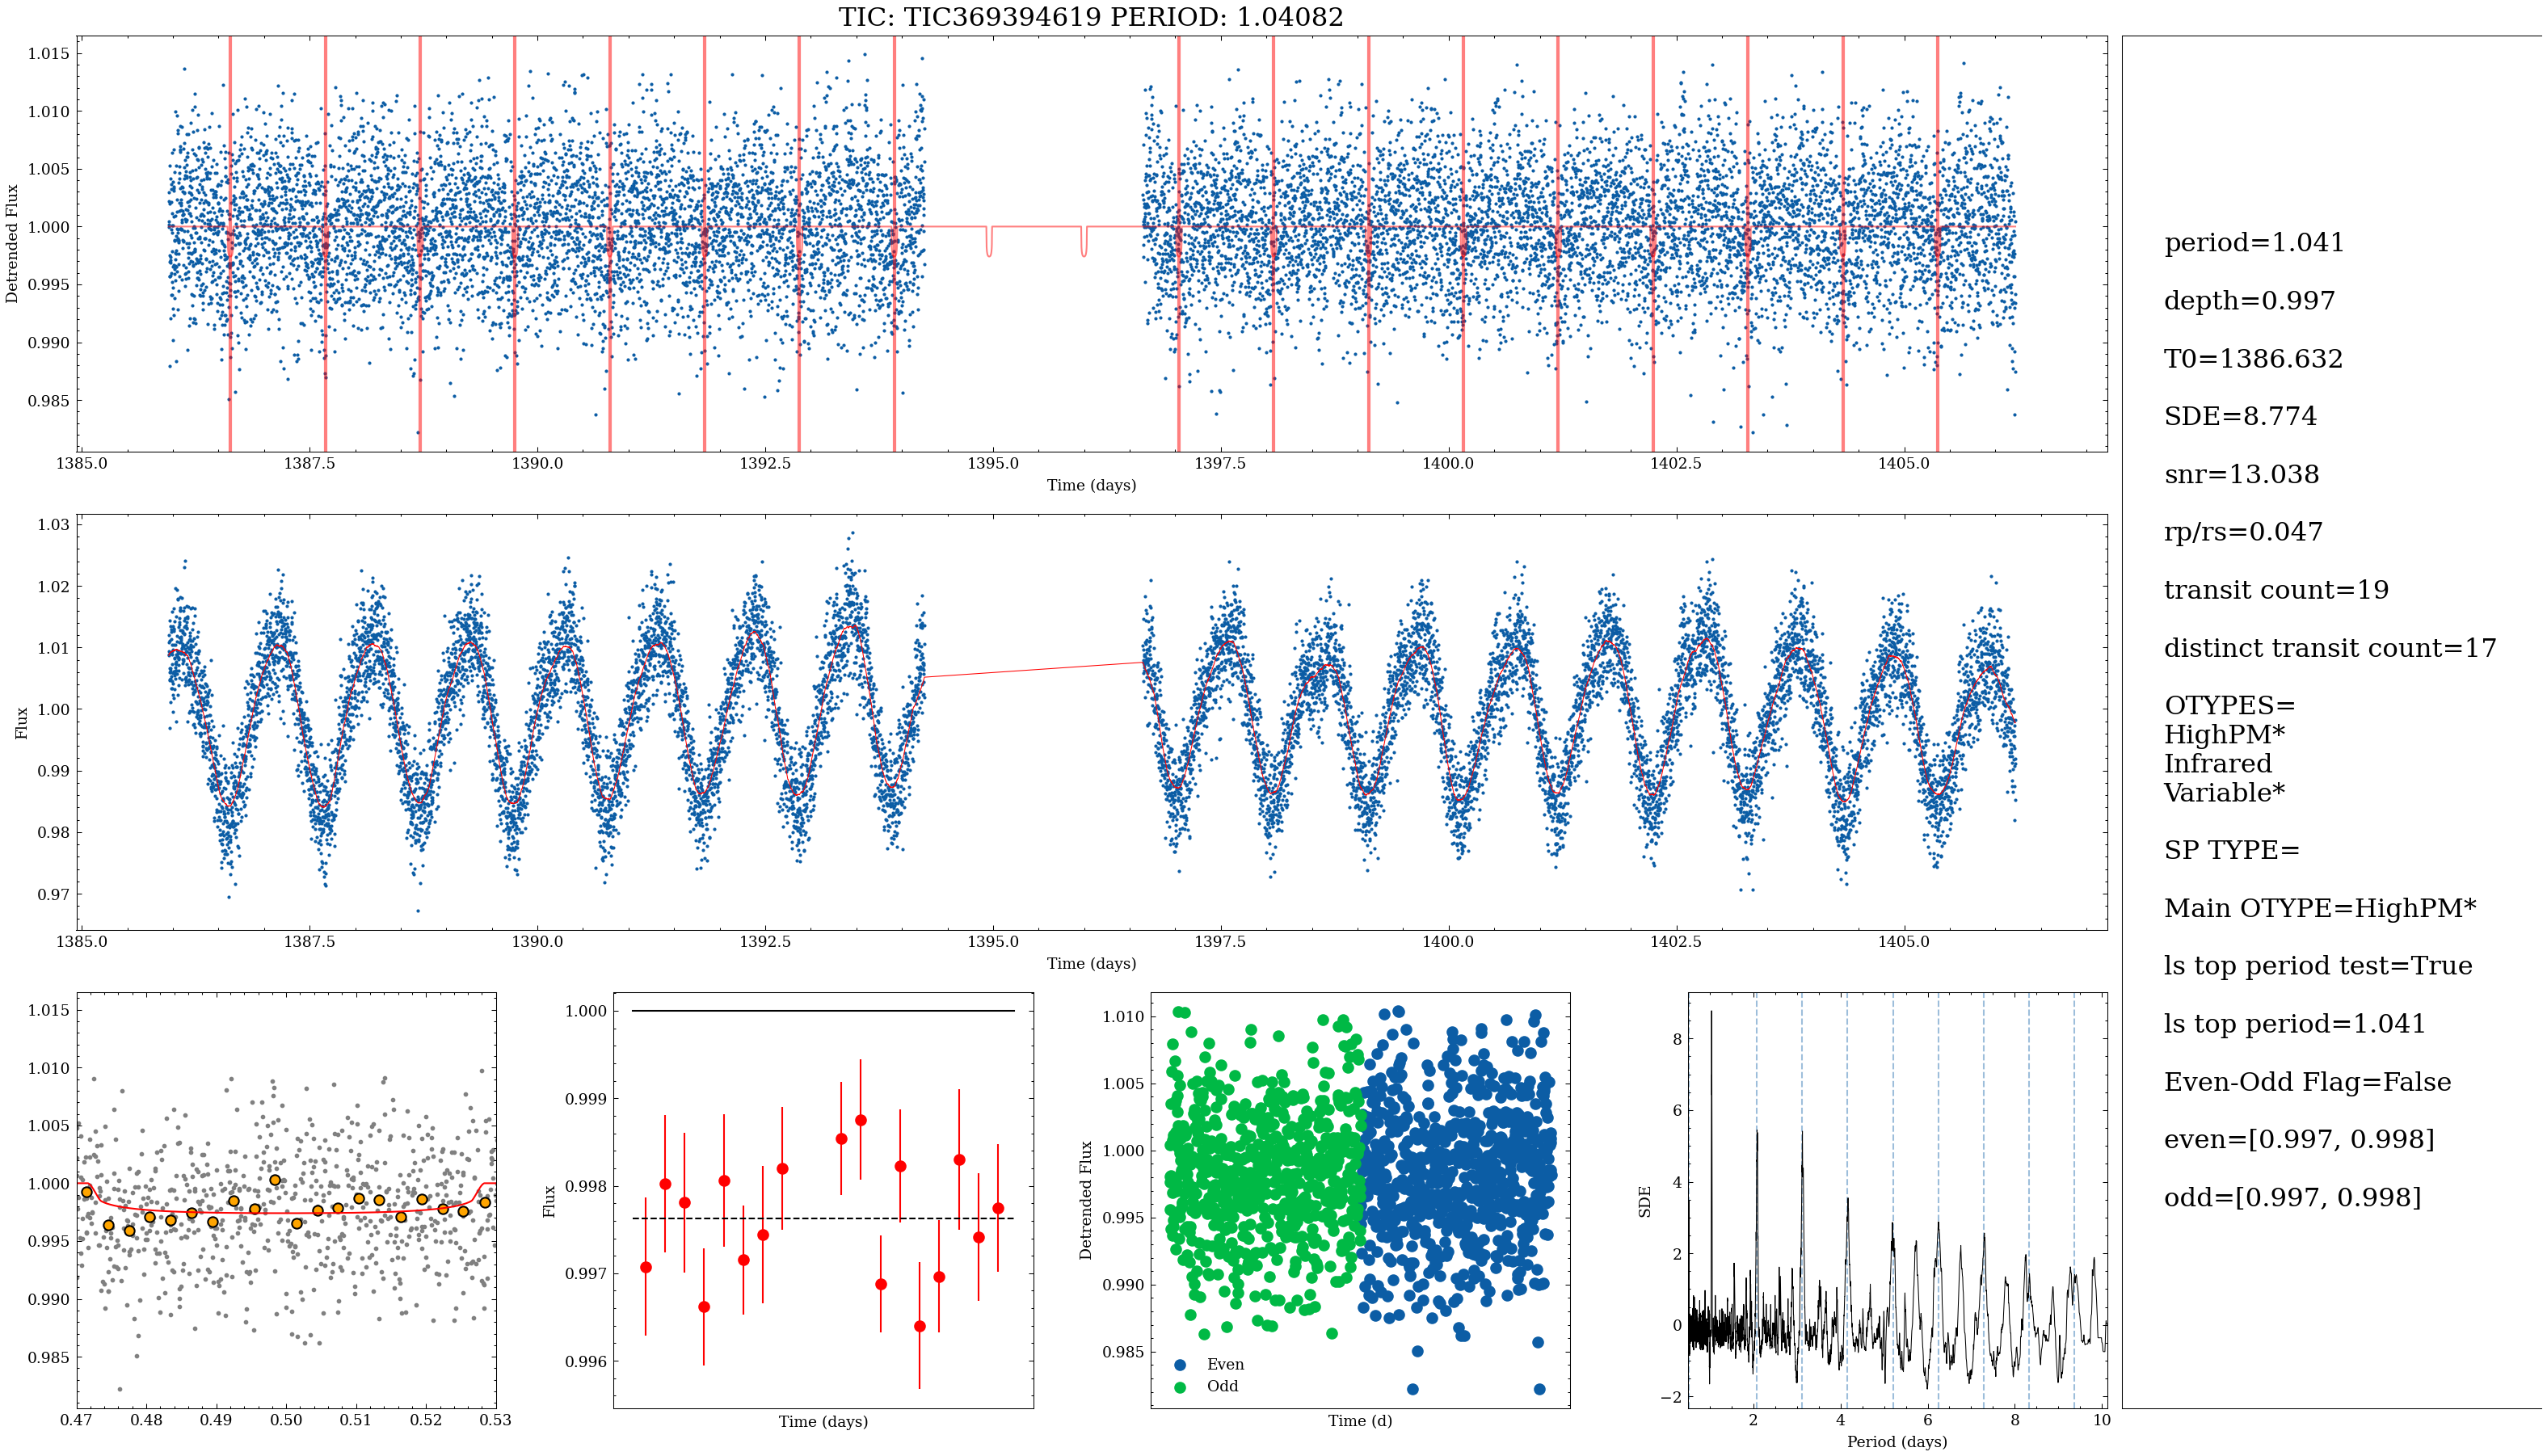 TIC: TIC369394619 PERIOD: 1.04082
1.015
1.010
1.005
1.000
0.995
0.990
0.985
Detrended Flux
1385.0 1387.5 1390.0 1392.5 1395.0 1397.5 1400.0 1402.5 1405.0
Time (days)
1.03
1.02
1.01
1.00
0.99
0.98
0.97
Flux
1385.0 1387.5 1390.0 1392.5 1395.0 1397.5 1400.0 1402.5 1405.0
Time (days)
1.015
1.010
1.005
1.000
0.995
0.990
0.985
0.47 0.48 0.49 0.50 0.51 0.52 0.53
1.000
0.999
0.998
0.997
0.996
Flux
Time (days)
1.010
1.005
1.000
0.995
0.990
0.985
Detrended Flux
Even
Odd
Time (d)
8
6
4
2
0
−2
SDE
2 4 6 8 10
Period (days)
period=1.041
depth=0.997
T0=1386.632
SDE=8.774
snr=13.038
rp/rs=0.047
transit count=19
distinct transit count=17
OTYPES=
HighPM*
Infrared
Variable*
SP TYPE=
Main OTYPE=HighPM*
ls top period test=True
ls top period=1.041
Even-Odd Flag=False
even=[0.997, 0.998]
odd=[0.997, 0.998]